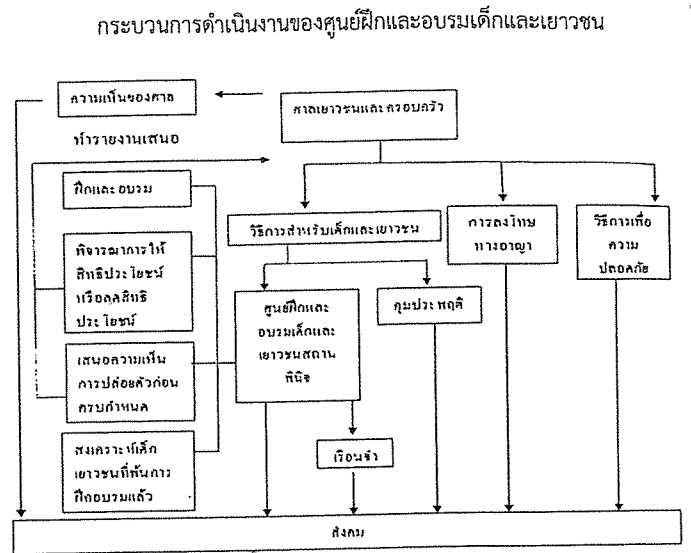 กระบวนการดำเนินงานของศูนย์ฝึกและอบรมเด็กและเยาวชน
ความเห็นของศาล
ศาลเยาวชนและครอบครัว
ทำรายงานเสนอ
ฝึกและอบรม
วิธีการสำหรับเด็กและเยาวชน
การลงโทษ
ทางอาญา
วิธีการเพื่อ
ความ
ปลอดภัย
พิจารณาการให้
สิทธิประโยชน์
หรือลดสิทธิ
ประโยชน์
ศูนย์ฝึกและ
อบรมเด็กและ
เยาวชนสถาน
พินิจ
คุมประพฤติ
เสนอความเห็น
การปล่อยตัวก่อน
ครบกำหนด
สงเคราะห์เด็ก
เยาวชนที่พ้นการ
ฝึกอบรมแล้ว
เรือนจำ
สังคม